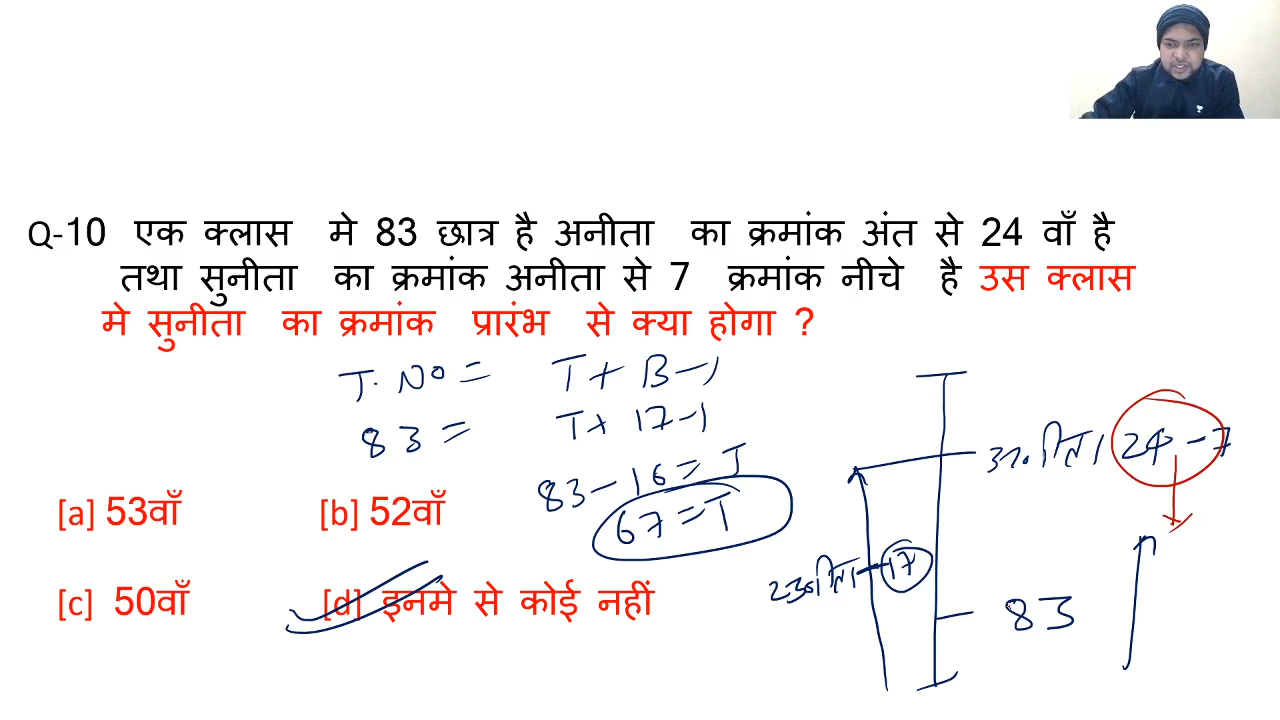 Q-10 एक क्लास मे 83 छात्र है अनीता का क्रमांक अंत से 24 वाँ है
तथा सुनीता का क्रमांक अनीता से 7 क्रमांक नीचे है उस क्लास
मे सुनीता का क्रमांक प्रारंभ से क्या होगा ?
T. No = T + B - 1
83 = T + 17 - 1
83 - 16 = T
67 = T
24 - 7
17
83
[a] 53वाँ [b] 52वाँ
[c] 50वाँ [d] इनमे से कोई नहीं